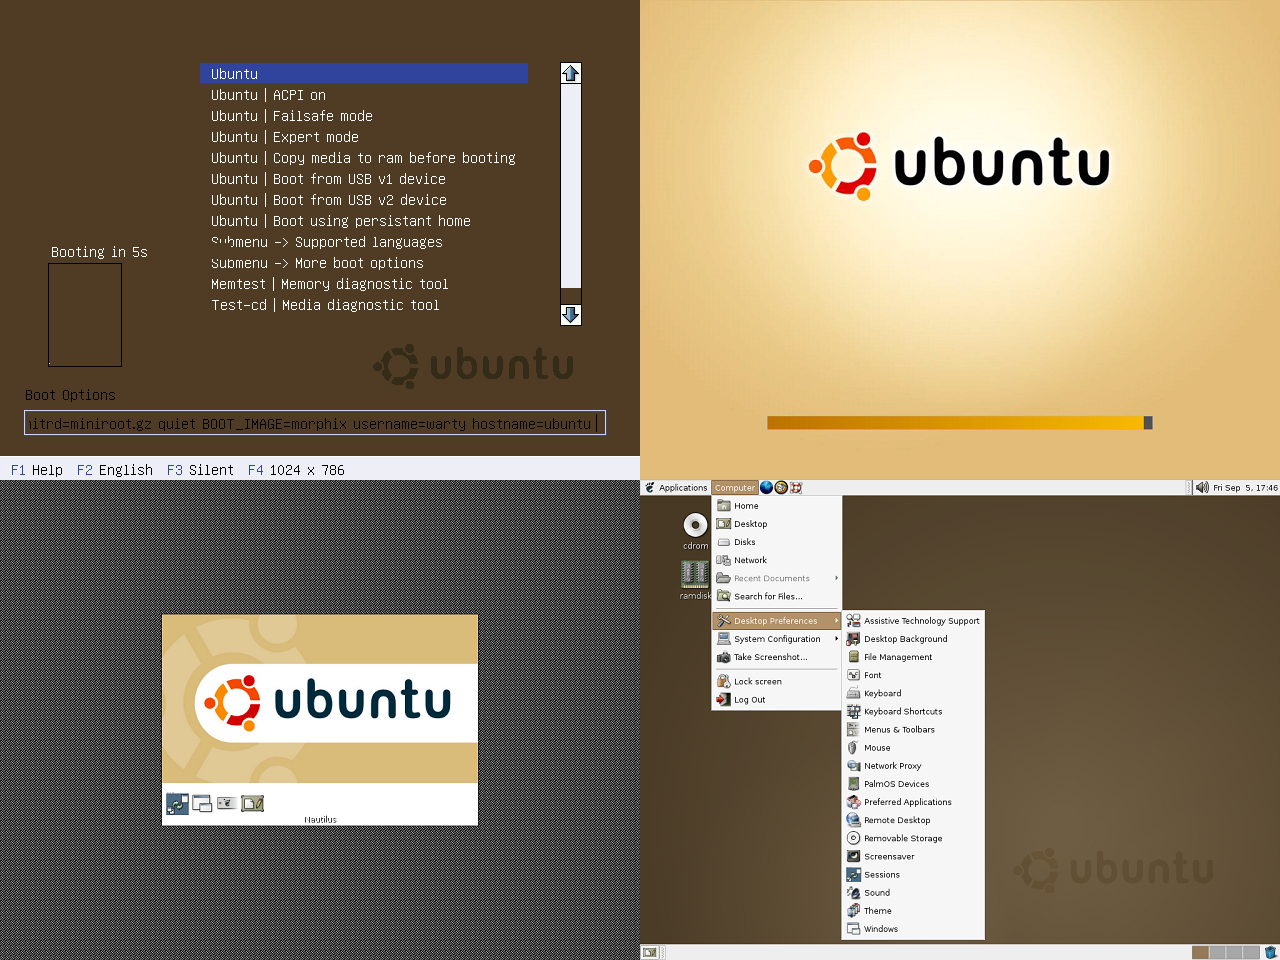 Ubuntu
Ubuntu | ACPI on
Ubuntu | Failsafe mode
Ubuntu | Expert mode
Ubuntu | Copy media to ram before booting
Ubuntu | Boot from USB v1 device
Ubuntu | Boot from USB v2 device
Ubuntu | Boot using persistant home
Submenu -> Supported languages
Submenu -> More boot options
Memtest | Memory diagnostic tool
Test-cd | Media diagnostic tool
Booting in 5s
ubuntu
Boot Options
nitrd=miniroot.gz quiet BOOT_IMAGE=morphix username=warty hostname=ubuntu
F1 Help F2 English F3 Silent F4 1024 x 786
ubuntu
ubuntu
Nautilus
Applications Computer Fri Sep 5, 17:46
cdrom
ramdisk
Home
Desktop
Disks
Network
Recent Documents
Search for Files...
Desktop Preferences
System Configuration
Take Screenshot...
Lock screen
Log Out
Assistive Technology Support
Desktop Background
File Management
Font
Keyboard
Keyboard Shortcuts
Menus & Toolbars
Mouse
Network Proxy
PalmOS Devices
Preferred Applications
Remote Desktop
Removable Storage
Screensaver
Sessions
Sound
Theme
Windows
ubuntu